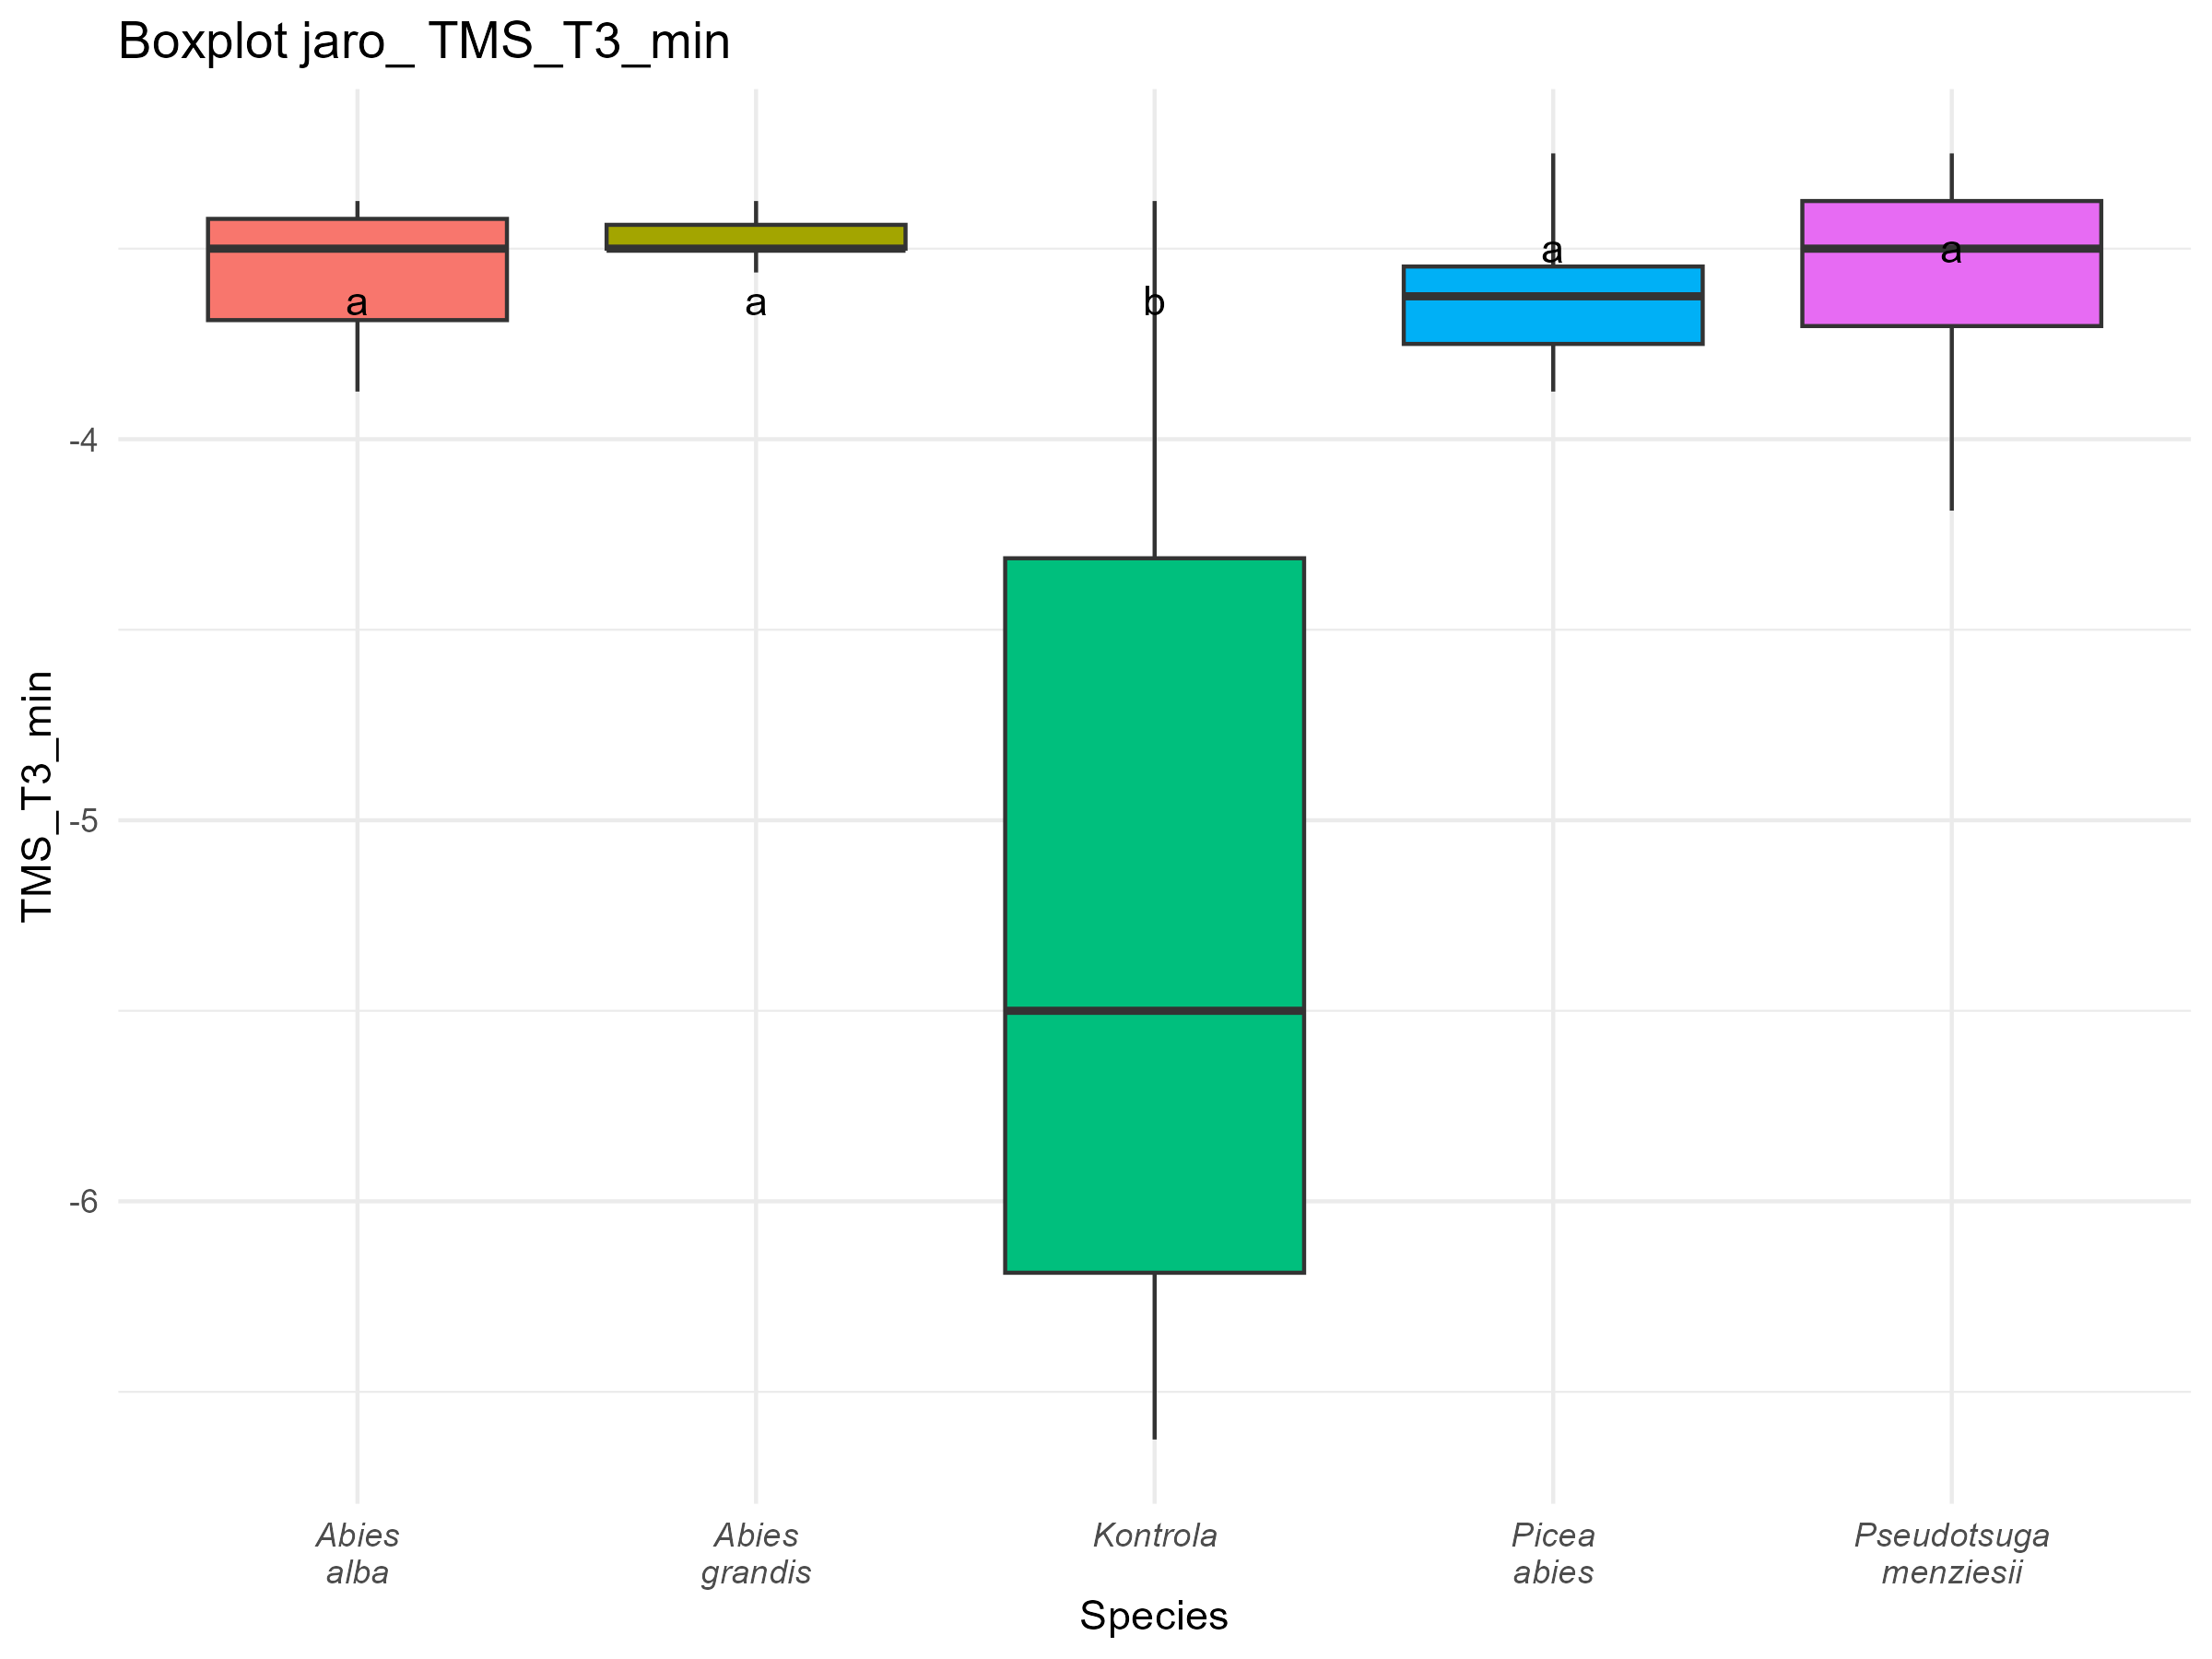 Boxplot jaro_ TMS_T3_min
TMS_T3_min
-4
-5
-6
a
a
b
a
a
Abies
alba
Abies
grandis
Kontrola
Picea
abies
Pseudotsuga
menziesii
Species